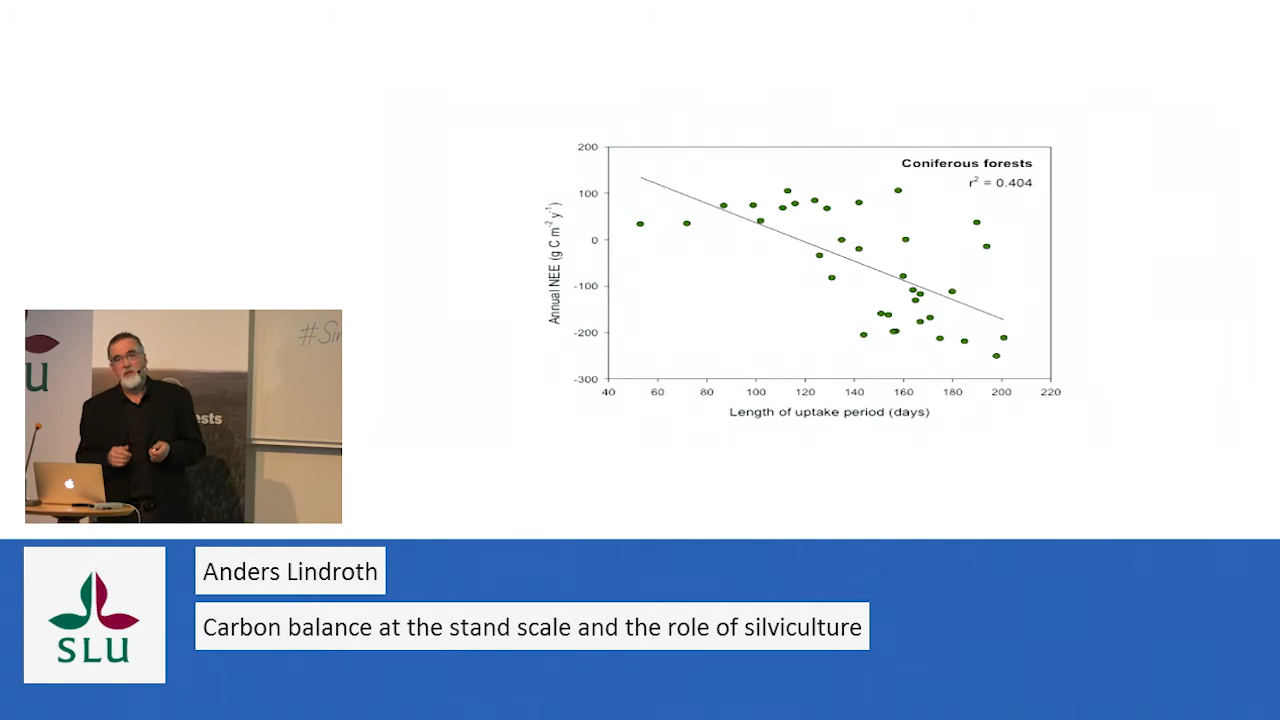 Coniferous forests
r² = 0.404
200
100
0
-100
-200
-300
Annual NEE (g C m⁻² y⁻¹)
40 60 80 100 120 140 160 180 200 220
Length of uptake period (days)
#Sin
u
ests
Anders Lindroth
Carbon balance at the stand scale and the role of silviculture
SLU